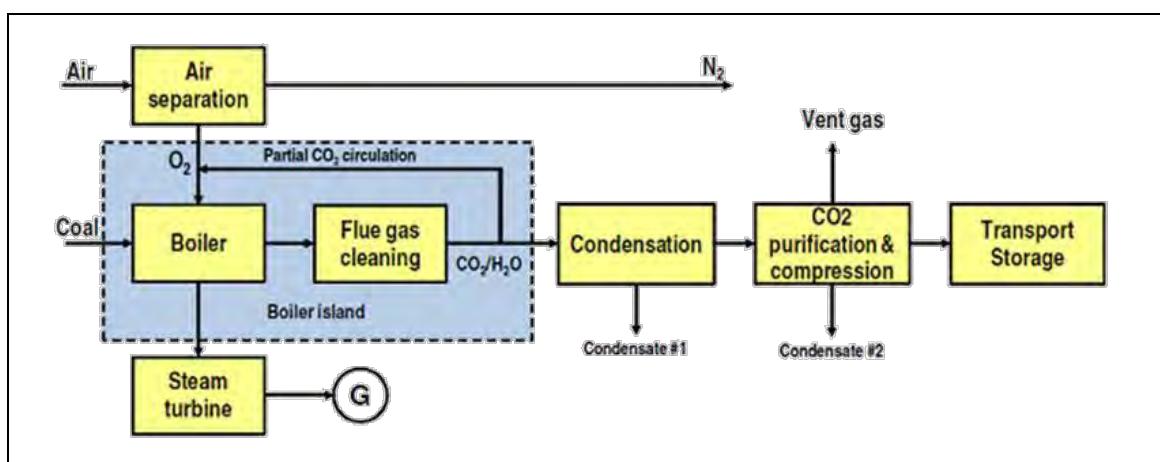 Air
Air
separation
N₂
Vent gas
O₂
Partial CO₂ circulation
Coal
Boiler
Flue gas
cleaning
CO₂/H₂O
Condensation
CO2
purification &
compression
Transport
Storage
Boiler island
Condensate #1
Condensate #2
Steam
turbine
G